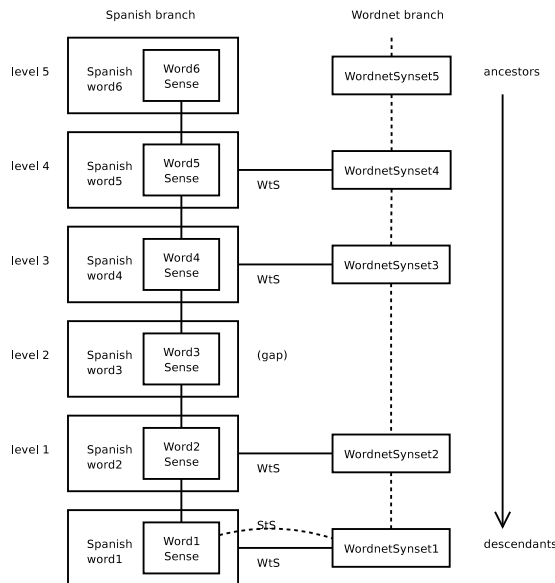 Spanish branch
Wordnet branch
level 5
Spanish
word6
Word6
Sense
WordnetSynset5
ancestors
level 4
Spanish
word5
Word5
Sense
WtS
WordnetSynset4
level 3
Spanish
word4
Word4
Sense
WtS
WordnetSynset3
level 2
Spanish
word3
Word3
Sense
(gap)
level 1
Spanish
word2
Word2
Sense
WtS
WordnetSynset2
Spanish
word1
Word1
Sense
StS
WtS
WordnetSynset1
descendants